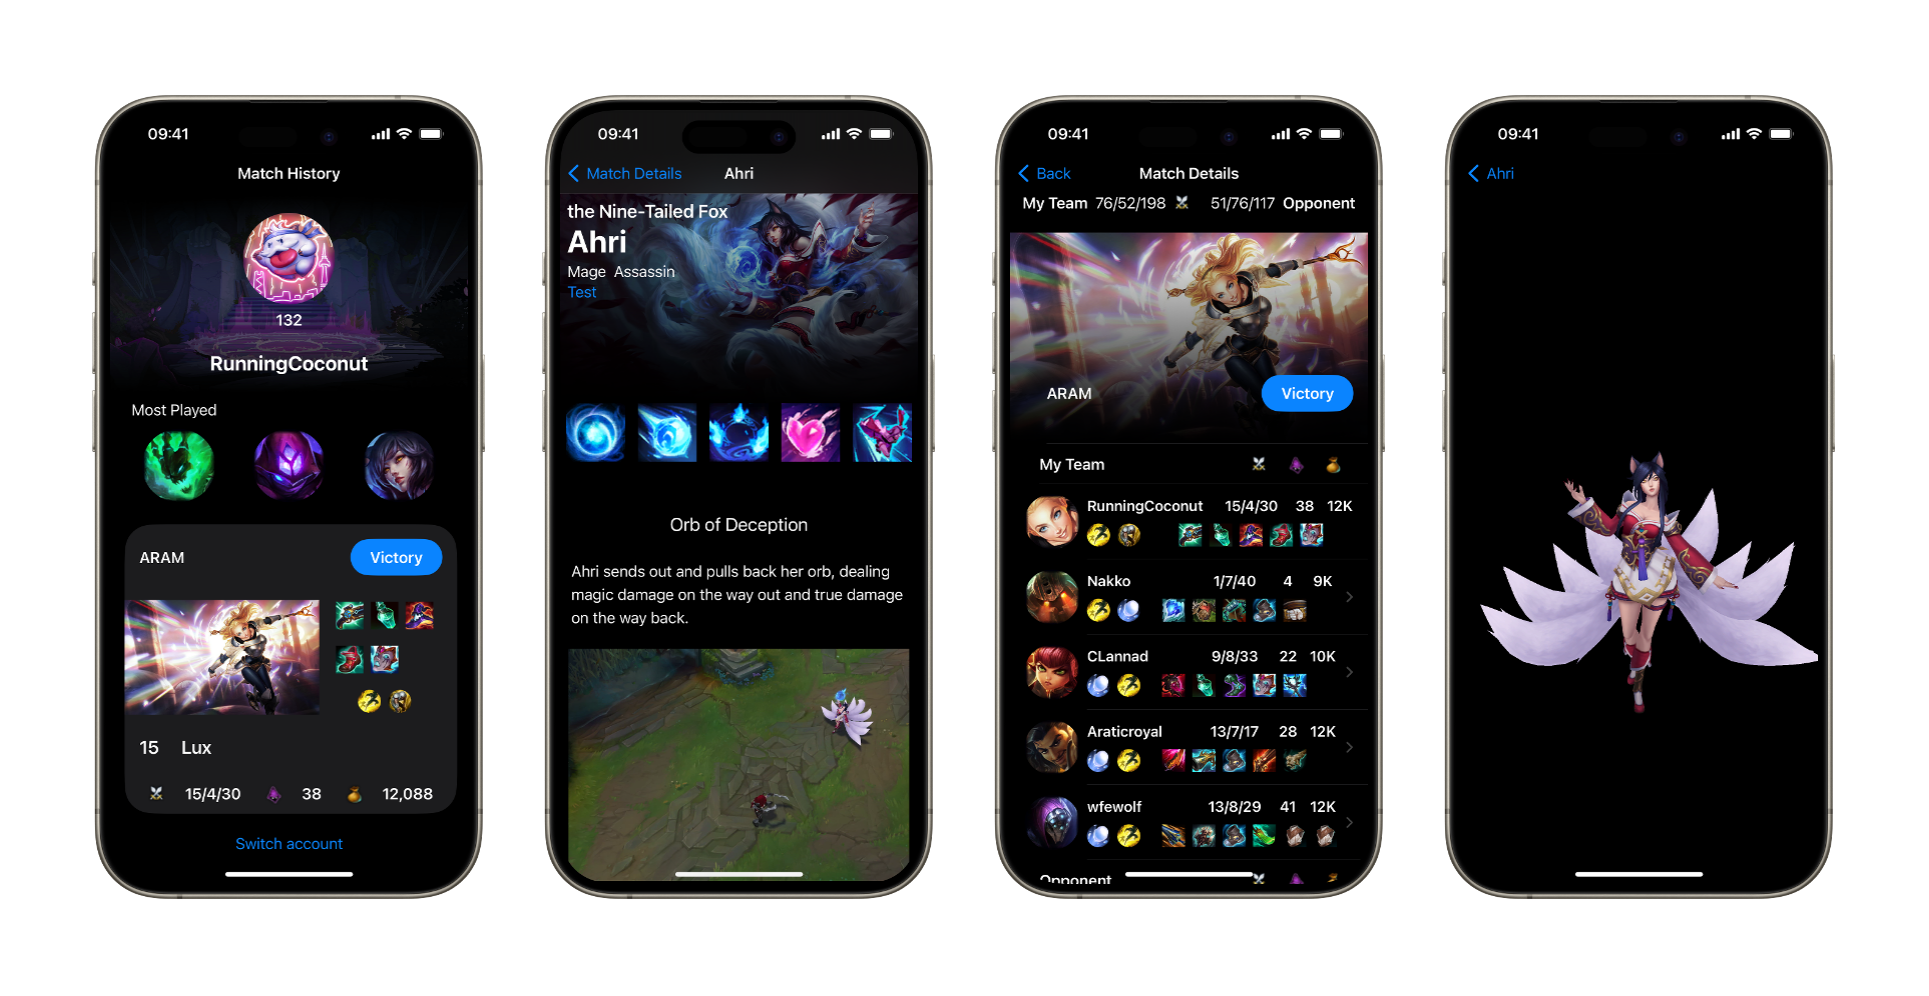 09:41
Match History
132
RunningCoconut
Most Played
ARAM
Victory
15 Lux
15/4/30 38 12,088
Switch account
09:41
Match Details Ahri
the Nine-Tailed Fox
Ahri
Mage Assassin
Test
Orb of Deception
Ahri sends out and pulls back her orb, dealing
magic damage on the way out and true damage
on the way back.
09:41
Back Match Details
My Team 76/52/198 51/76/117 Opponent
ARAM
Victory
My Team
RunningCoconut 15/4/30 38 12K
Nakko 1/7/40 4 9K
CLannad 9/8/33 22 10K
Araticroyal 13/7/17 28 12K
wfewolf 13/8/29 41 12K
Opponent
09:41
Ahri